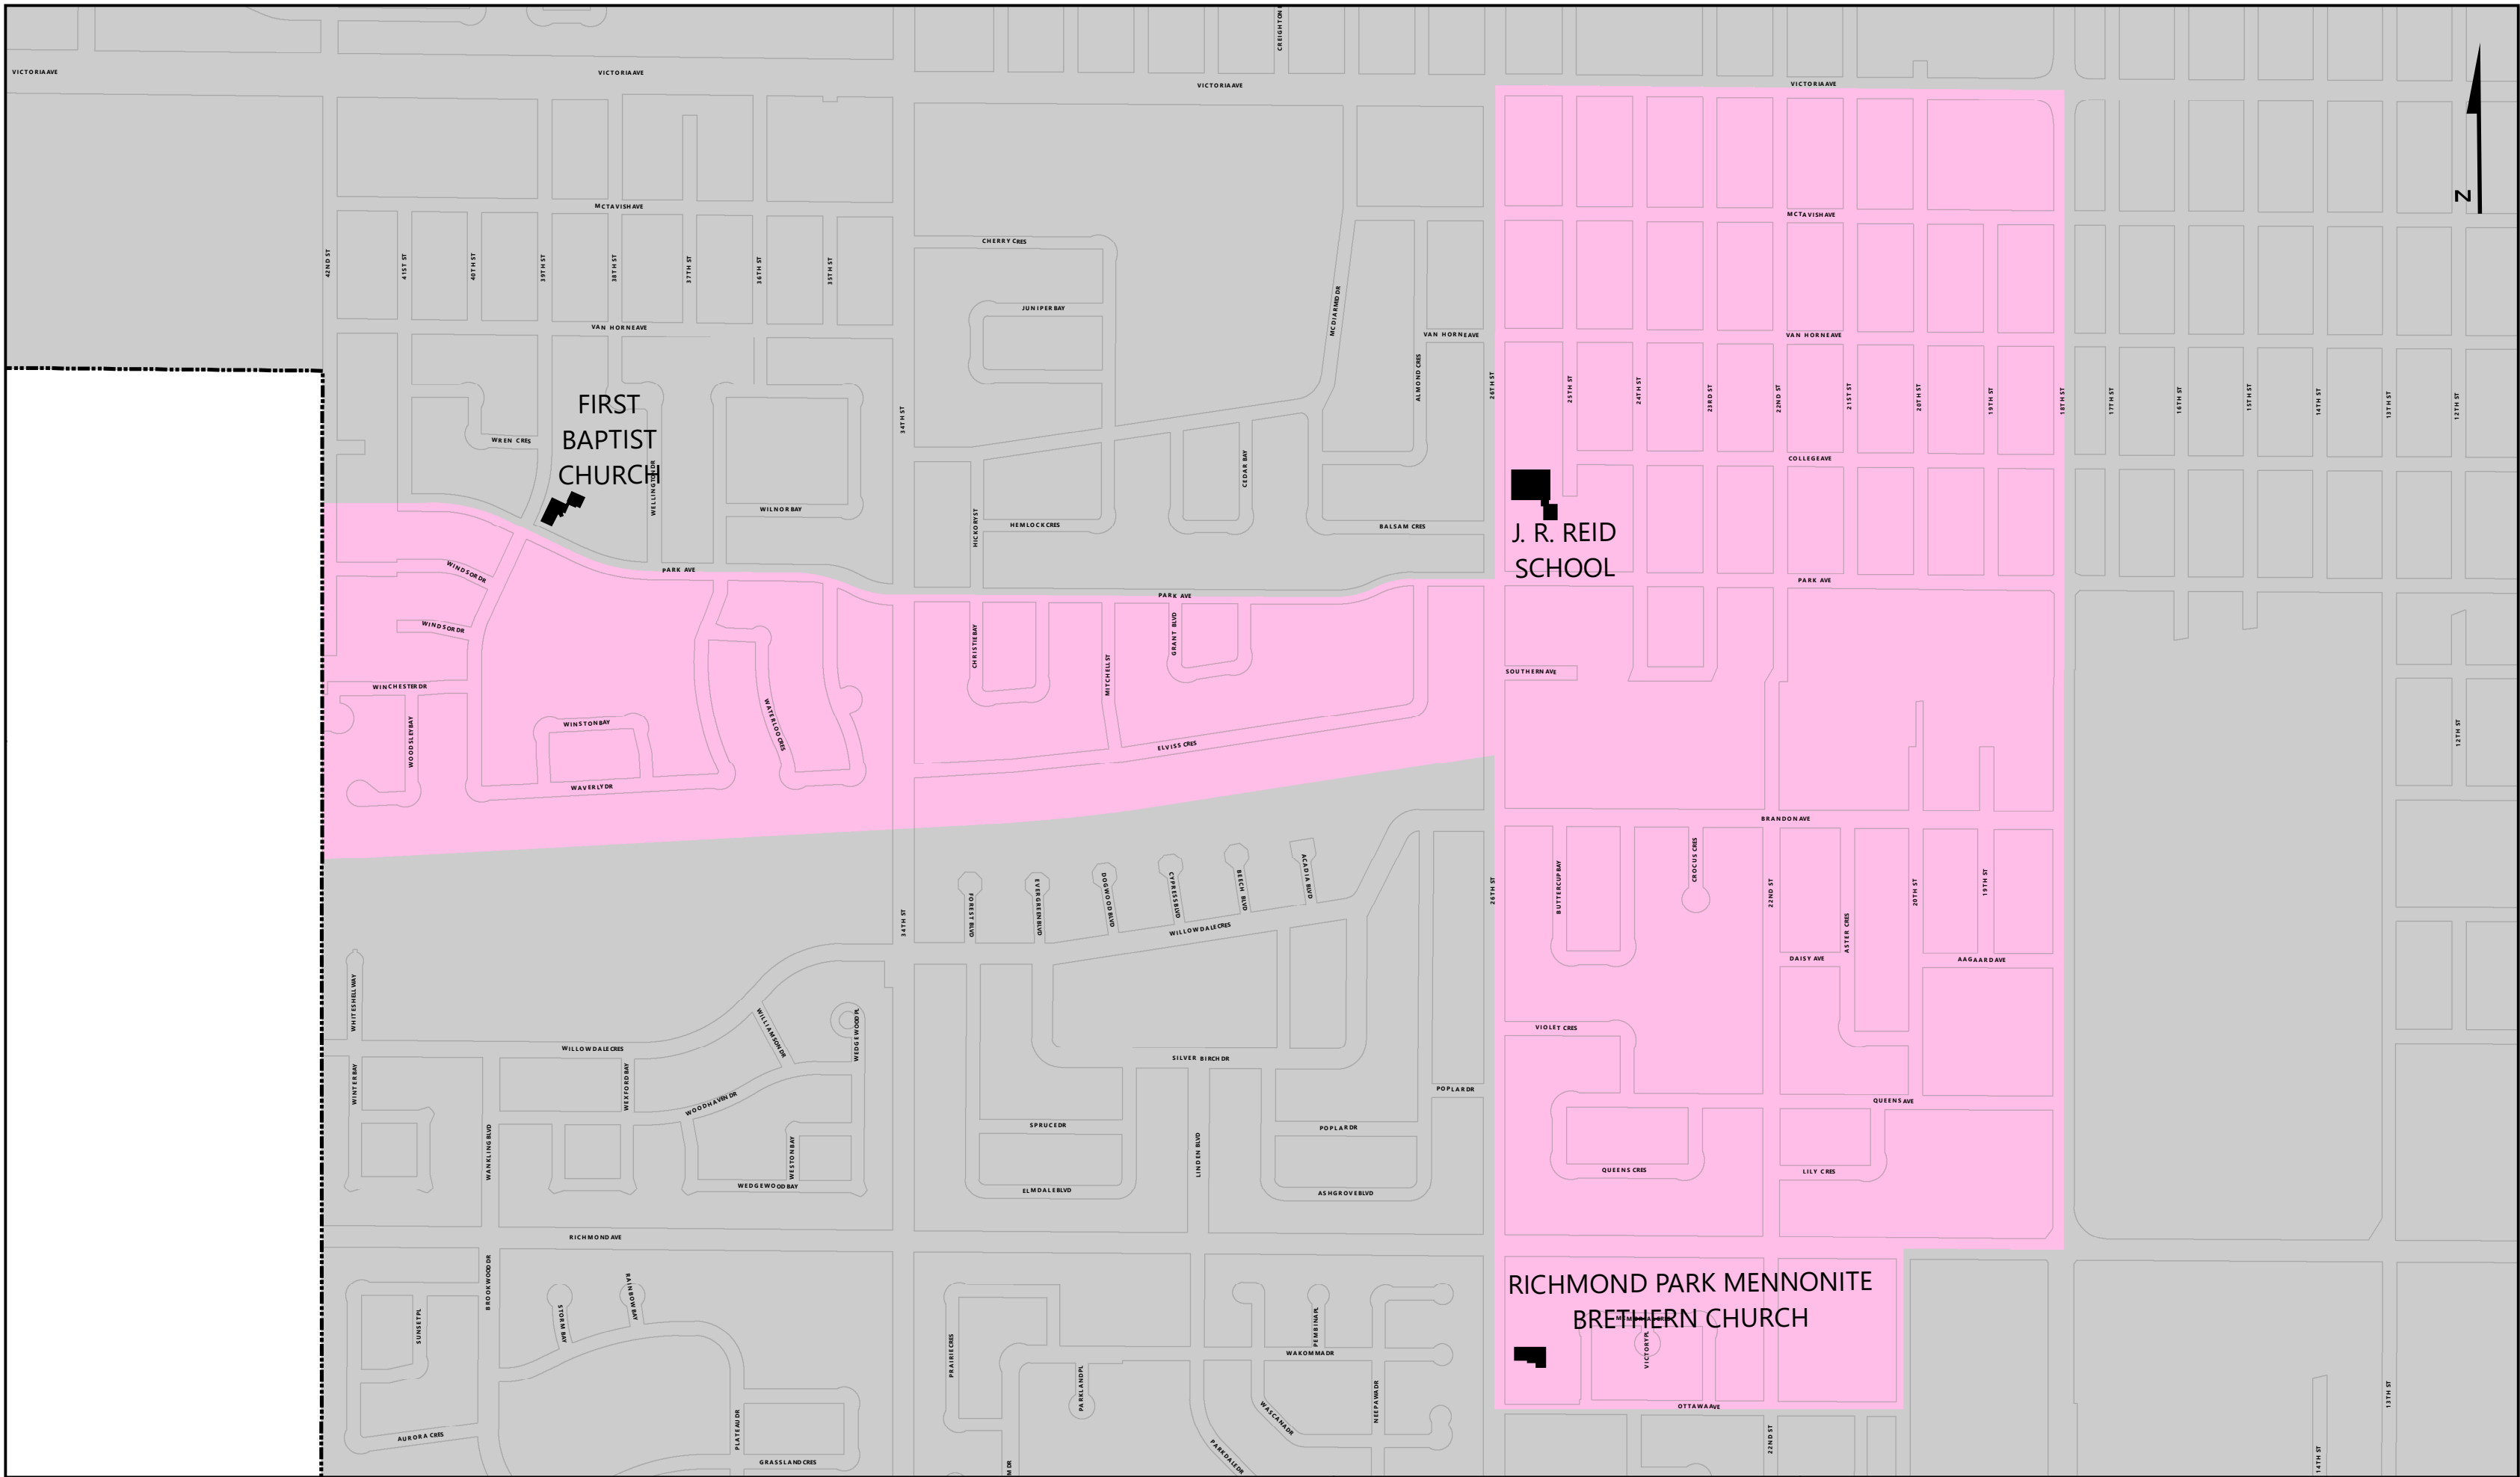 CREIGHTON
VICTORIA AVE
VICTORIA AVE
VICTORIA AVE
VICTORIA AVE
N
MCTAVISH AVE
MCTAVISH AVE
42ND ST
41ST ST
40TH ST
39TH ST
38TH ST
37TH ST
36TH ST
35TH ST
CHERRY CRES
JUNIPER BAY
MCDIARMID DR
VAN HORNE AVE
VAN HORNE AVE
VAN HORNE AVE
ALMOND CRES
34TH ST
26TH ST
25TH ST
24TH ST
23RD ST
22ND ST
21ST ST
20TH ST
19TH ST
18TH ST
17TH ST
16TH ST
15TH ST
14TH ST
13TH ST
12TH ST
FIRST
BAPTIST
CHURCH
WREN CRES
WELLINGTON DR
WILNOR BAY
CEDAR BAY
COLLEGE AVE
HICKORY ST
HEMLOCK CRES
BALSAM CRES
J. R. REID
SCHOOL
PARK AVE
PARK AVE
PARK AVE
WINDSOR DR
WINDSOR DR
CHRISTIE BAY
MITCHELL ST
GRANT BLVD
SOUTHERN AVE
WINCHESTER DR
WOODSLEY BAY
WINSTON BAY
WATERLOO CRES
ELVISS CRES
12TH ST
WAVERLY DR
BRANDON AVE
34TH ST
FOREST BLVD
EVERGREEN BLVD
DOGWOOD BLVD
CYPRESS BLVD
BEECH BLVD
ACADIA BLVD
WILLOWDALE CRES
26TH ST
BUTTERCUP BAY
CROCUS CRES
22ND ST
ASTER CRES
20TH ST
19TH ST
DAISY AVE
AAGAARD AVE
WHITESHELL WAY
WILLOWDALE CRES
WILLIAMSON DR
WEDGEWOOD PL
SILVER BIRCH DR
VIOLET CRES
WINTER BAY
WEXFORD BAY
WOODHAVEN DR
POPLAR DR
QUEENS AVE
WANKLING BLVD
WESTON BAY
SPRUCE DR
LINDEN BLVD
POPLAR DR
QUEENS CRES
LILY CRES
WEDGEWOOD BAY
ELMDALE BLVD
ASHGROVE BLVD
RICHMOND AVE
BROOKWOOD DR
RICHMOND PARK MENNONITE
BRETHERN CHURCH
SUNSET PL
STORM BAY
RAINBOW BAY
PRAIRIE CRES
PARKLAND PL
PEMBINA PL
WAKOMMA DR
NEEPAWA DR
WASCANA DR
VICTORY PL
OTTAWA AVE
13TH ST
AURORA CRES
PLATEAU DR
GRASSLAND CRES
M DR
PARKDALE DR
22ND ST
14TH ST